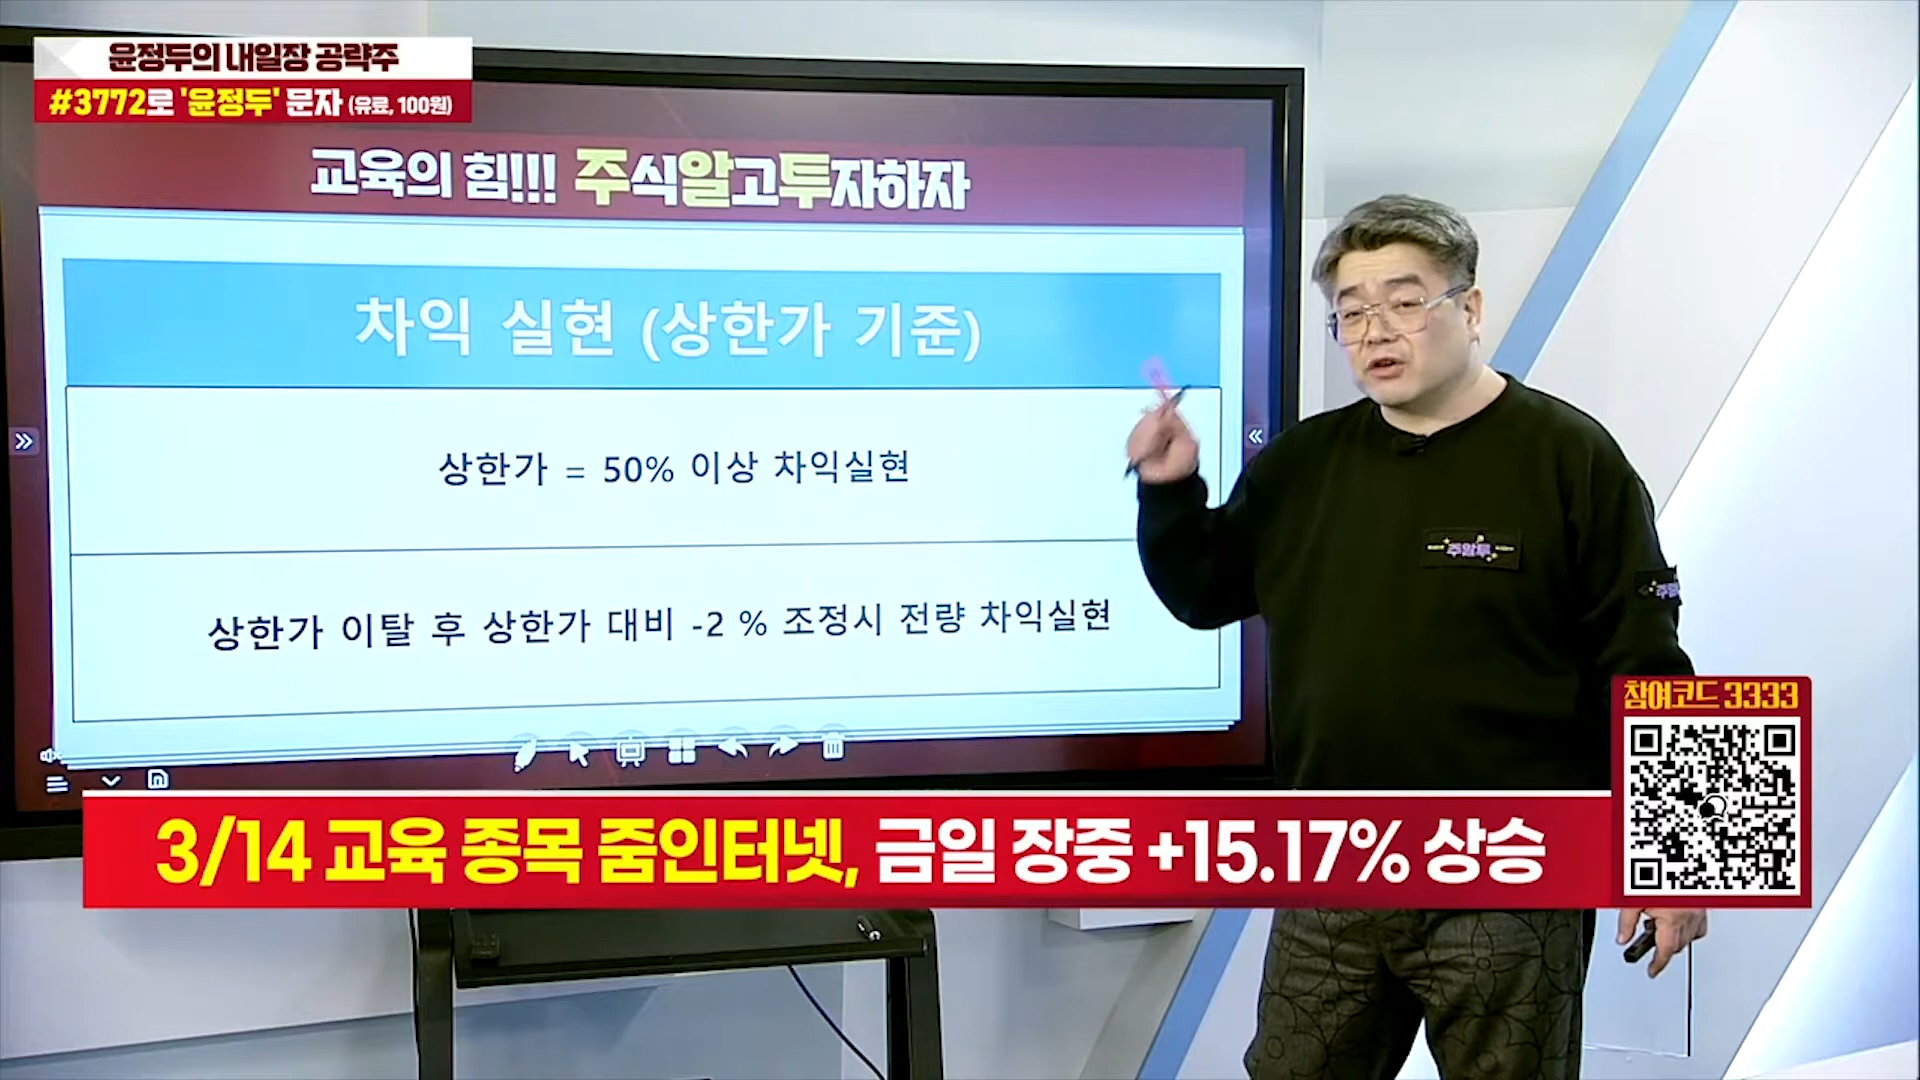 윤정두의 내일장 공략주
#3772로 '윤정두' 문자 (유료, 100원)
교육의 힘!!! 주식알고투자하자
차익 실현 (상한가 기준)
상한가 = 50% 이상 차익실현
상한가 이탈 후 상한가 대비 -2 % 조정시 전량 차익실현
주알투
참여코드 3333
3/14 교육 종목 줌인터넷, 금일 장중 +15.17% 상승